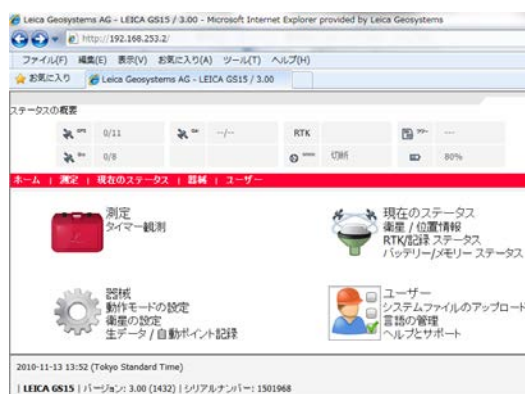 Leica Geosystems AG - LEICA GS15 / 3.00 - Microsoft Internet Explorer provided by Leica Geosystems
http://192.168.253.2/
ファイル(F) 編集(E) 表示(V) お気に入り(A) ツール(T) ヘルプ(H)
お気に入り Leica Geosystems AG - LEICA GS15 / 3.00
ステータスの概要
GPS 0/11 --/-- RTK ---
0/8 切断 80%
ホーム | 測定 | 現在のステータス | 器械 | ユーザー
測定
タイマー観測
現在のステータス
衛星 / 位置情報
RTK/記録 ステータス
バッテリー/メモリー ステータス
器械
動作モードの設定
衛星の設定
生データ / 自動ポイント記録
ユーザー
システムファイルのアップロード
言語の管理
ヘルプとサポート
2010-11-13 13:52 (Tokyo Standard Time)
| LEICA GS15 | バージョン: 3.00 (1432) | シリアルナンバー: 1501968